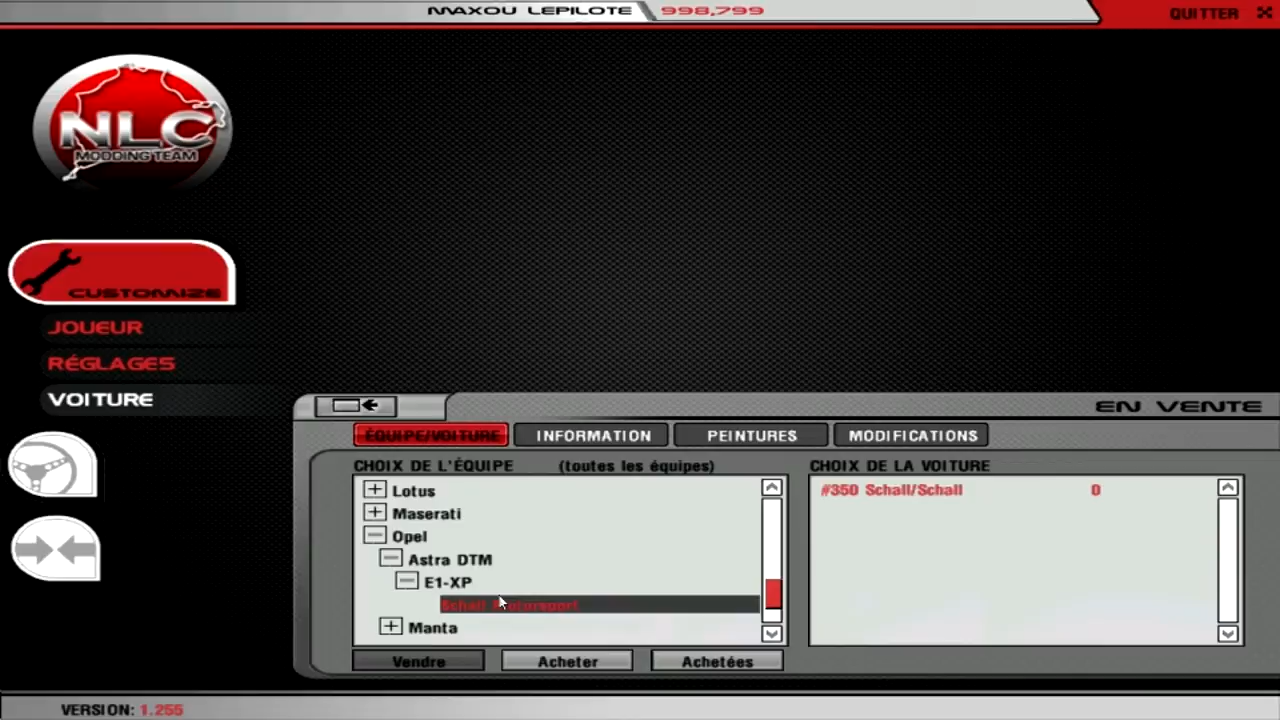 MAXOU LEPILOTE 998,799
QUITTER
NLC
MODDING TEAM
CUSTOMIZE
JOUEUR
RÉGLAGES
VOITURE
EN VENTE
ÉQUIPE/VOITURE INFORMATION PEINTURES MODIFICATIONS
CHOIX DE L'ÉQUIPE (toutes les équipes) CHOIX DE LA VOITURE
Lotus
Maserati
Opel
Astra DTM
E1-XP
Schall Motorsport
Manta
#350 Schall/Schall 0
Vendre Acheter Achetées
VERSION: 1.255